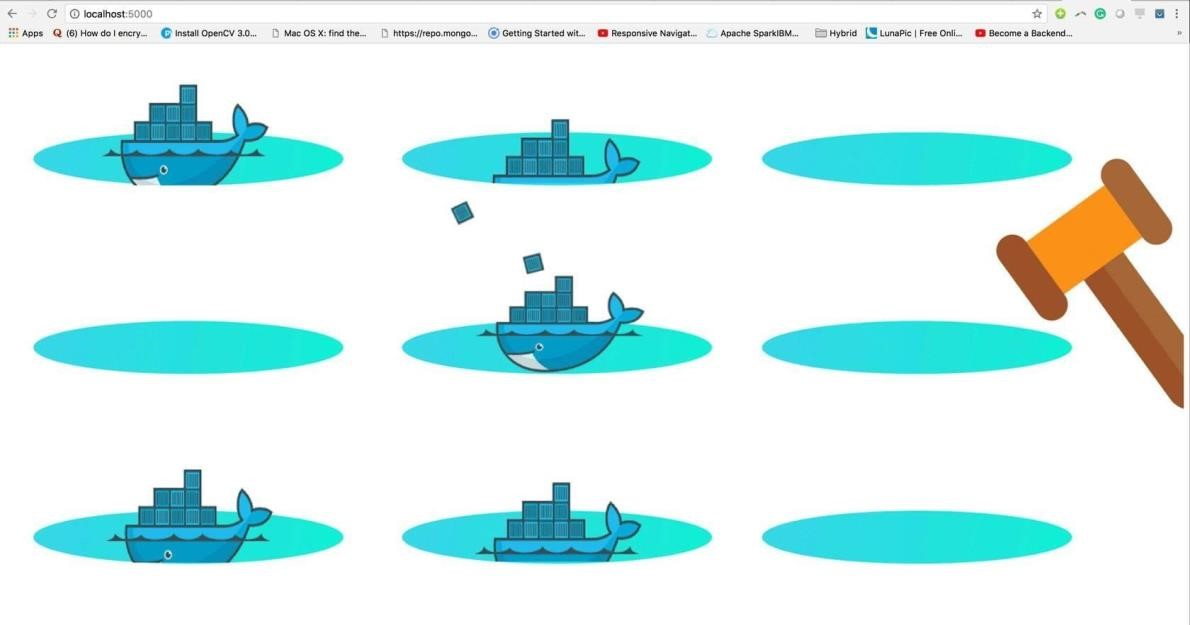 localhost:5000
Apps (6) How do I encry... Install OpenCV 3.0... Mac OS X: find the... https://repo.mongo... Getting Started wit... Responsive Navigat... Apache SparkIBM... Hybrid LunaPic | Free Onli... Become a Backend... »